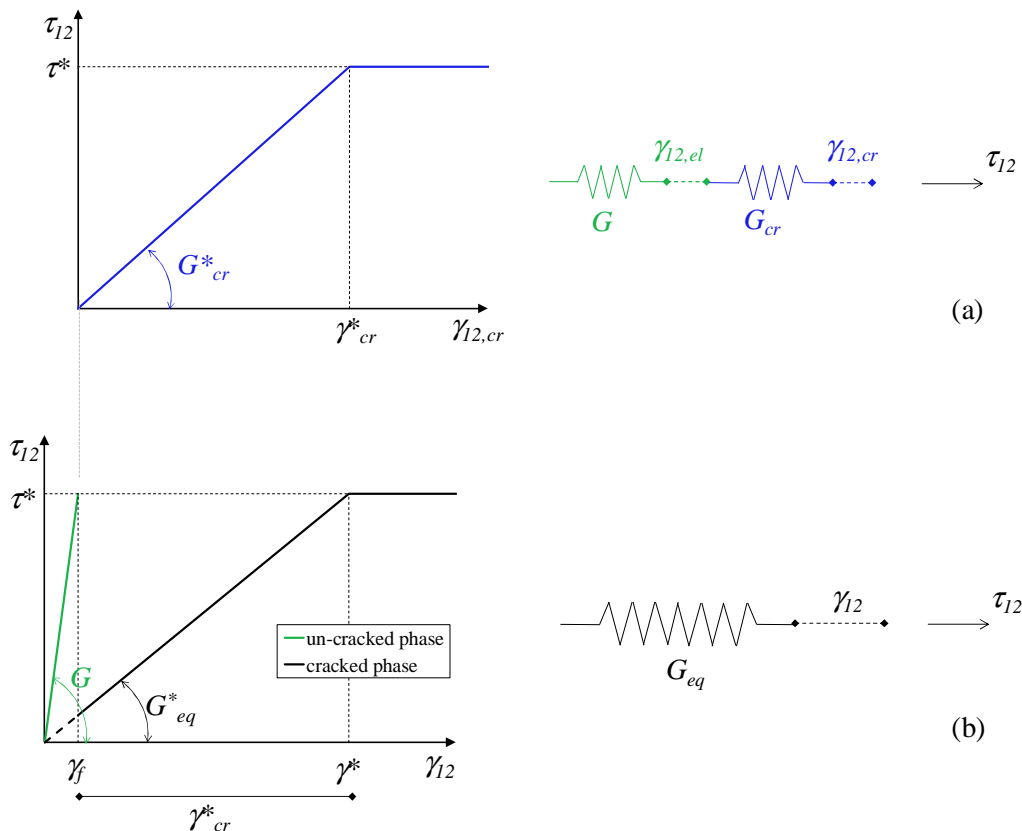 τ12
τ*
G*cr
γ*cr
γ12,cr
γ12,el
γ12,cr
τ12
G
Gcr
(a)
τ12
τ*
un-cracked phase
cracked phase
G
G*eq
γf
γ*
γ12
γ*cr
γ12
τ12
Geq
(b)